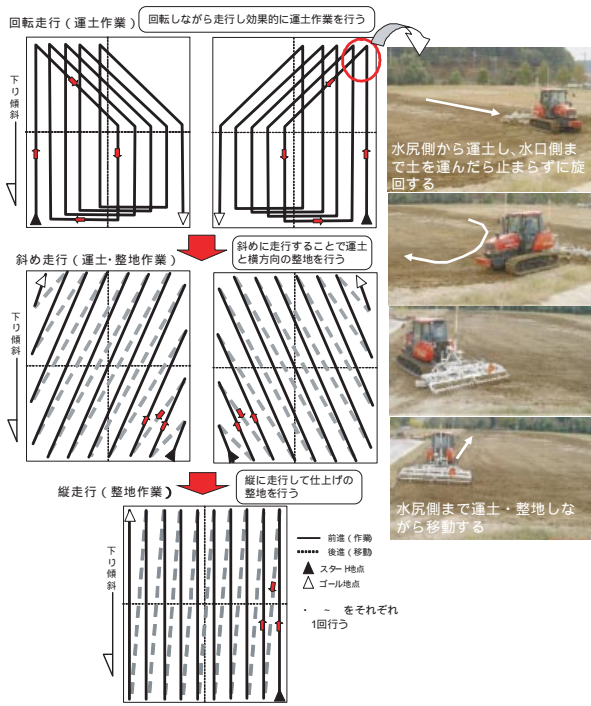 回転走行(運土作業)
回転しながら走行し効果的に運土作業を行う
下り傾斜
水尻側から運土し、水口側ま
で土を運んだら止まらずに旋
回する
斜め走行(運土・整地作業)
斜めに走行することで運土
と横方向の整地を行う
下り傾斜
縦走行(整地作業)
縦に走行して仕上げの
整地を行う
水尻側まで運土・整地しな
がら移動する
下り傾斜
前進(作業)
後進(移動)
スタート地点
ゴール地点
・ ~ をそれぞれ
1回行う